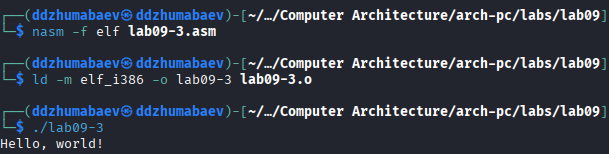 ┌──(ddzhumabaev㉿ddzhumabaev)-[~/…/Computer Architecture/arch-pc/labs/lab09]
└─$ nasm -f elf lab09-3.asm
┌──(ddzhumabaev㉿ddzhumabaev)-[~/…/Computer Architecture/arch-pc/labs/lab09]
└─$ ld -m elf_i386 -o lab09-3 lab09-3.o
┌──(ddzhumabaev㉿ddzhumabaev)-[~/…/Computer Architecture/arch-pc/labs/lab09]
└─$ ./lab09-3
Hello, world!